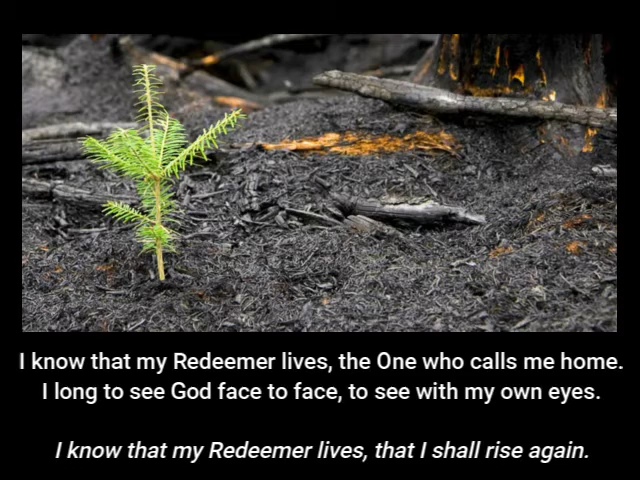 I know that my Redeemer lives, the One who calls me home.
I long to see God face to face, to see with my own eyes.
I know that my Redeemer lives, that I shall rise again.